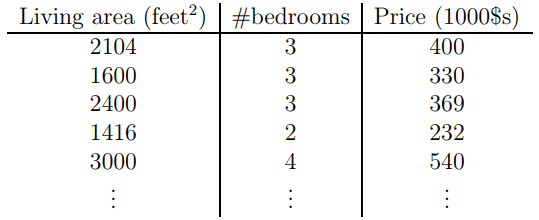 Living area (feet²) #bedrooms Price (1000$s)
2104 3 400
1600 3 330
2400 3 369
1416 2 232
3000 4 540
⋮ ⋮ ⋮